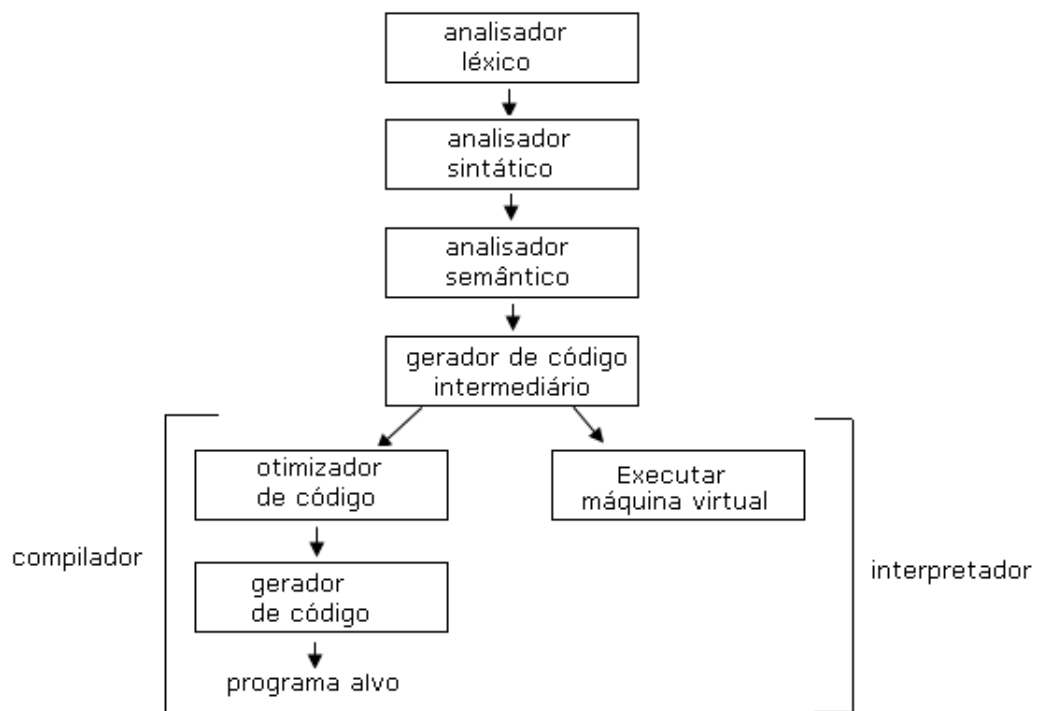 analisador
léxico
analisador
sintático
analisador
semântico
gerador de código
intermediário
otimizador
de código
Executar
máquina virtual
compilador
interpretador
gerador
de código
programa alvo